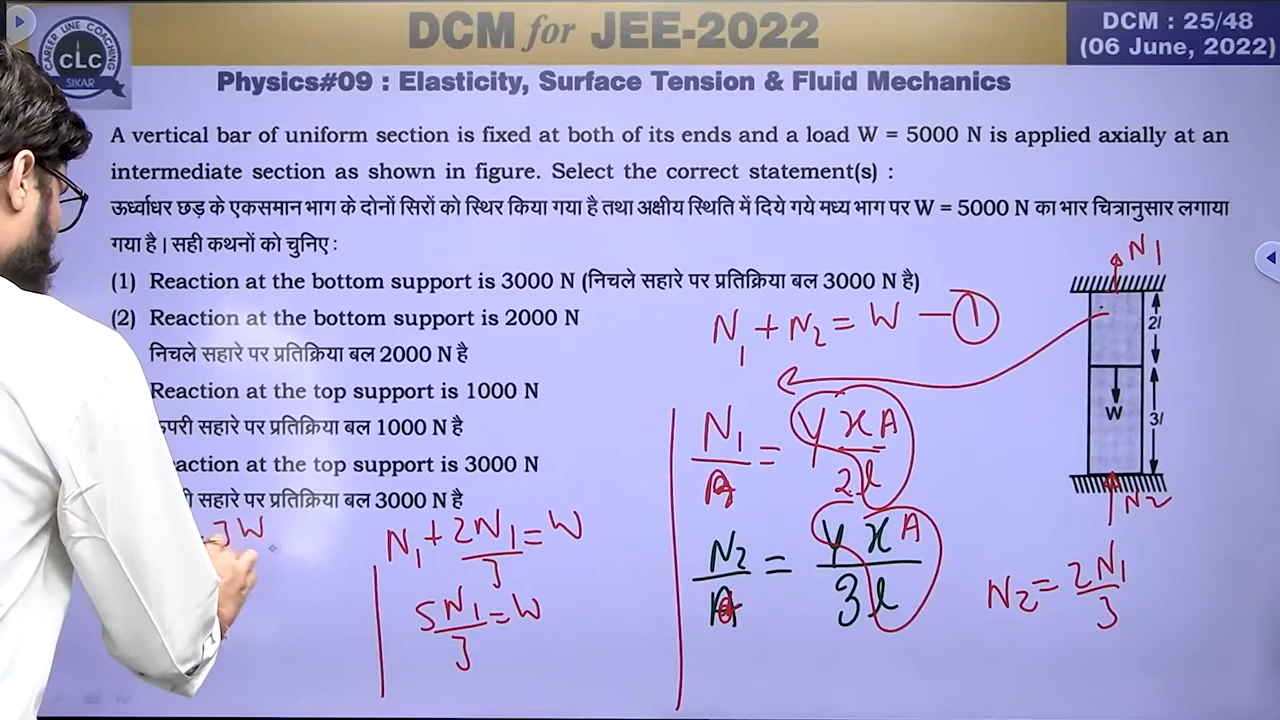 CAREER LINE COACHING
CLC
SIKAR
DCM for JEE-2022
DCM : 25/48
(06 June, 2022)
Physics#09 : Elasticity, Surface Tension & Fluid Mechanics
A vertical bar of uniform section is fixed at both of its ends and a load W = 5000 N is applied axially at an
intermediate section as shown in figure. Select the correct statement(s) :
ऊर्ध्वाधर छड़ के एकसमान भाग के दोनों सिरों को स्थिर किया गया है तथा अक्षीय स्थिति में दिये गये मध्य भाग पर W = 5000 N का भार चित्रानुसार लगाया
गया है। सही कथनों को चुनिए :
(1) Reaction at the bottom support is 3000 N (निचले सहारे पर प्रतिक्रिया बल 3000 N है)
(2) Reaction at the bottom support is 2000 N
निचले सहारे पर प्रतिक्रिया बल 2000 N है
Reaction at the top support is 1000 N
सहारे पर प्रतिक्रिया बल 1000 N है
at the top support is 3000 N
सहारे पर प्रतिक्रिया बल 3000 N है
N1
2l
W
3l
N2
N1 + N2 = W — ①
N1/A = Y x A/2l
N2/A = Y x A/3l
N2 = 2N1/3
N1 + 2N1/3 = W
5N1/3 = W
3W